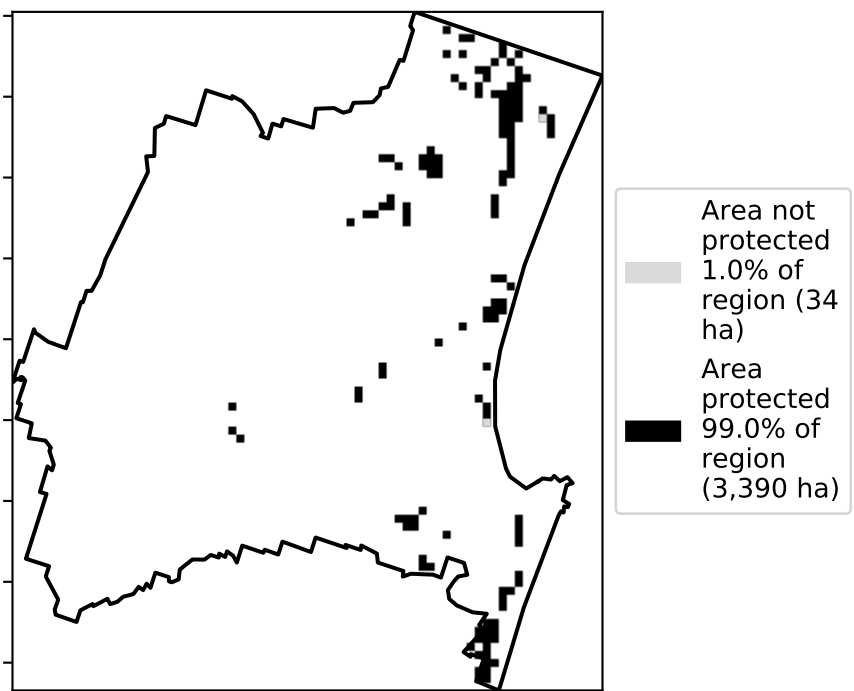 Area not
protected
1.0% of
region (34
ha)
Area
protected
99.0% of
region
(3,390 ha)